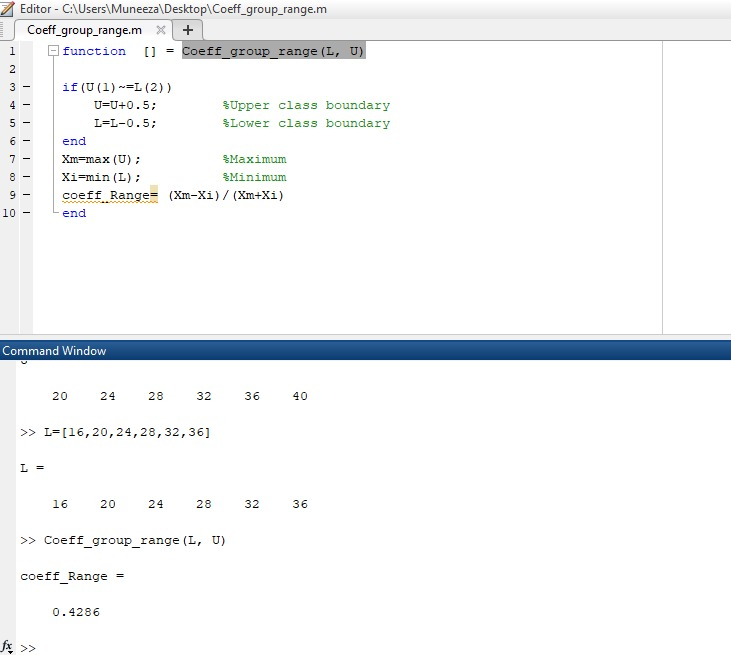 Editor - C:\Users\Muneeza\Desktop\Coeff_group_range.m
Coeff_group_range.m × +
1 function [] = Coeff_group_range(L, U)
2
3 - if(U(1)~=L(2))
4 - U=U+0.5; %Upper class boundary
5 - L=L-0.5; %Lower class boundary
6 - end
7 - Xm=max(U); %Maximum
8 - Xi=min(L); %Minimum
9 - coeff_Range= (Xm-Xi)/(Xm+Xi)
10 - end
Command Window
20 24 28 32 36 40
>> L=[16,20,24,28,32,36]
L =
16 20 24 28 32 36
>> Coeff_group_range(L, U)
coeff_Range =
0.4286
fx >>